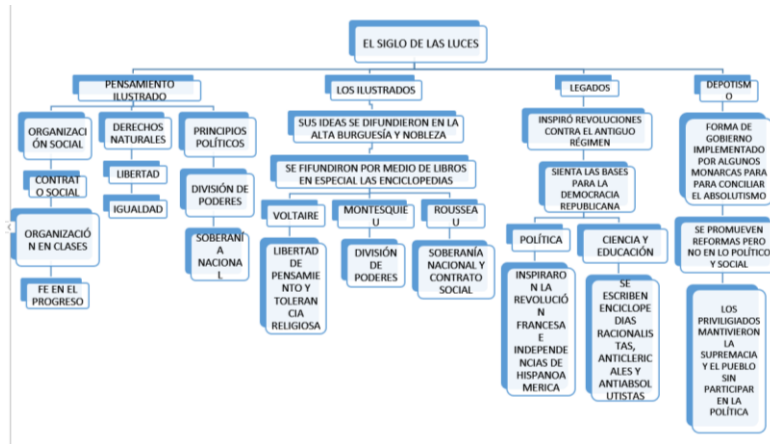 EL SIGLO DE LAS LUCES
PENSAMIENTO
ILUSTRADO
ORGANIZACI
ÓN SOCIAL
CONTRAT
O SOCIAL
ORGANIZACIÓ
N EN CLASES
FE EN EL
PROGRESO
DERECHOS
NATURALES
LIBERTAD
IGUALDAD
PRINCIPIOS
POLÍTICOS
DIVISIÓN DE
PODERES
SOBERANÍ
A NACIONA
L
LOS ILUSTRADOS
SUS IDEAS SE DIFUNDIERON EN LA
ALTA BURGUESÍA Y NOBLEZA
SE FIFUNDIRON POR MEDIO DE LIBROS
EN ESPECIAL LAS ENCICLOPEDIAS
VOLTAIRE
LIBERTAD
DE
PENSAMIE
NTO Y
TOLERAN
CIA
RELIGIOSA
MONTESQUIE
U
DIVISIÓN
DE
PODERES
ROUSSEA
U
SOBERANÍA
NACIONAL Y
CONTRATO
SOCIAL
LEGADOS
INSPIRÓ REVOLUCIONES
CONTRA EL ANTIGUO
RÉGIMEN
SIENTA LAS BASES
PARA LA
DEMOCRACIA
REPUBLICANA
POLÍTICA
INSPIRARO
N LA
REVOLUCIÓ
N
FRANCESA
E
INDEPENDE
NCIAS DE
HISPANOA
MERICA
CIENCIA Y
EDUCACIÓN
SE
ESCRIBEN
ENCICLOPE
DIAS
RACIONALI
STAS,
ANTICLERIC
ALES Y
ANTIABSOL
UTISTAS
DEPOTIS
MO
FORMA DE
GOBIERNO
IMPLEMENTADO
POR ALGUNOS
MONARCAS PARA
PARA CONCILIAR
EL ABSOLUTISMO
SE PROMUEVEN
REFORMAS PERO
NO EN LO POLÍTICO
Y SOCIAL
LOS
PRIVILIGIADOS
MANTIVIERON
LA
SUPREMACIA
Y EL PUEBLO
SIN
PARTICIPAR
EN LA
POLÍTICA